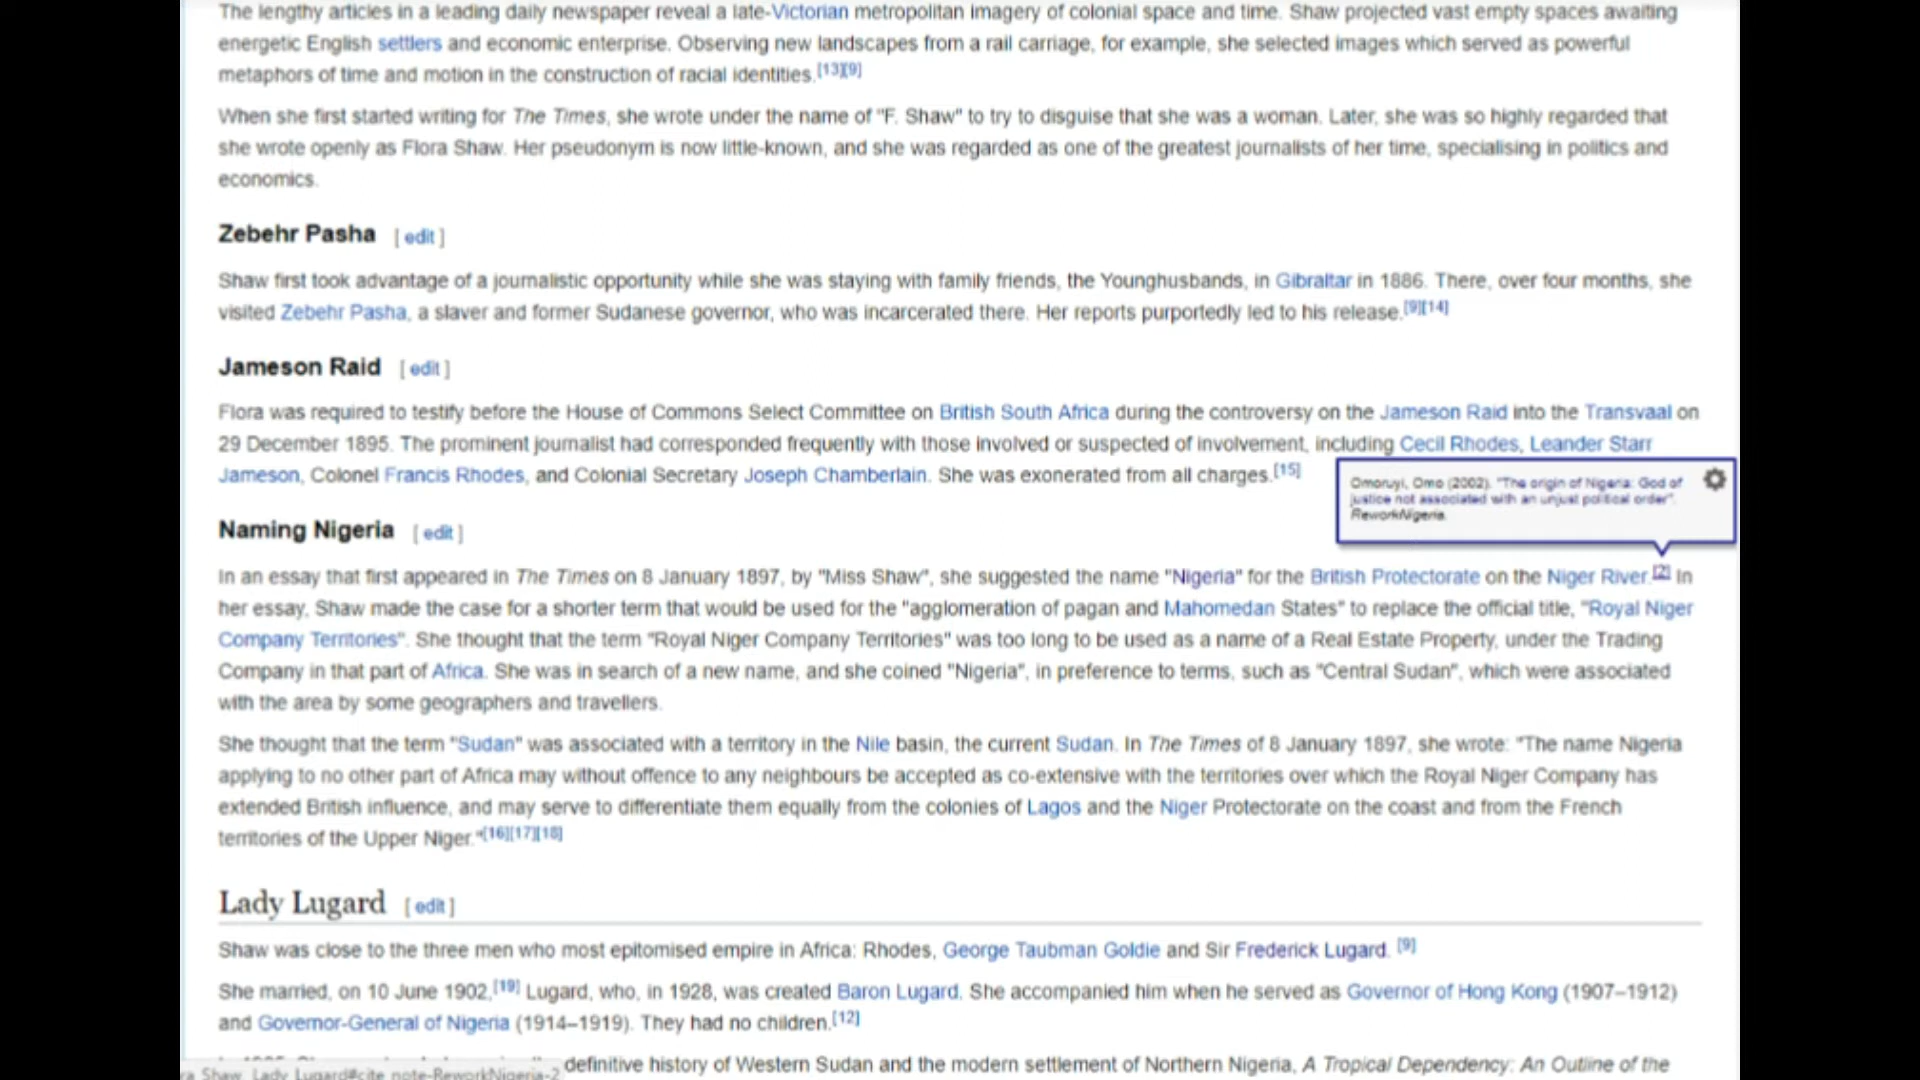 The lengthy articles in a leading daily newspaper reveal a late-Victorian metropolitan imagery of colonial space and time. Shaw projected vast empty spaces awaiting
energetic English settlers and economic enterprise. Observing new landscapes from a rail carriage, for example, she selected images which served as powerful
metaphors of time and motion in the construction of racial identities.[13][9]
When she first started writing for The Times, she wrote under the name of "F. Shaw" to try to disguise that she was a woman. Later, she was so highly regarded that
she wrote openly as Flora Shaw. Her pseudonym is now little-known, and she was regarded as one of the greatest journalists of her time, specialising in politics and
economics.
Zebehr Pasha [ edit ]
Shaw first took advantage of a journalistic opportunity while she was staying with family friends, the Younghusbands, in Gibraltar in 1886. There, over four months, she
visited Zebehr Pasha, a slaver and former Sudanese governor, who was incarcerated there. Her reports purportedly led to his release.[9][14]
Jameson Raid [ edit ]
Flora was required to testify before the House of Commons Select Committee on British South Africa during the controversy on the Jameson Raid into the Transvaal on
29 December 1895. The prominent journalist had corresponded frequently with those involved or suspected of involvement, including Cecil Rhodes, Leander Starr
Jameson, Colonel Francis Rhodes, and Colonial Secretary Joseph Chamberlain. She was exonerated from all charges.[15]
Omoruyi, Omo (2002). "The origin of Nigeria: God of
justice not associated with an unjust political order".
ReworkNigeria.
Naming Nigeria [ edit ]
In an essay that first appeared in The Times on 8 January 1897, by "Miss Shaw", she suggested the name "Nigeria" for the British Protectorate on the Niger River.[2] In
her essay, Shaw made the case for a shorter term that would be used for the "agglomeration of pagan and Mahomedan States" to replace the official title, "Royal Niger
Company Territories". She thought that the term "Royal Niger Company Territories" was too long to be used as a name of a Real Estate Property, under the Trading
Company in that part of Africa. She was in search of a new name, and she coined "Nigeria", in preference to terms, such as "Central Sudan", which were associated
with the area by some geographers and travellers.
She thought that the term "Sudan" was associated with a territory in the Nile basin, the current Sudan. In The Times of 8 January 1897, she wrote: "The name Nigeria
applying to no other part of Africa may without offence to any neighbours be accepted as co-extensive with the territories over which the Royal Niger Company has
extended British influence, and may serve to differentiate them equally from the colonies of Lagos and the Niger Protectorate on the coast and from the French
territories of the Upper Niger."[16][17][18]
Lady Lugard [ edit ]
Shaw was close to the three men who most epitomised empire in Africa: Rhodes, George Taubman Goldie and Sir Frederick Lugard. [9]
She married, on 10 June 1902,[19] Lugard, who, in 1928, was created Baron Lugard. She accompanied him when he served as Governor of Hong Kong (1907–1912)
and Governor-General of Nigeria (1914–1919). They had no children.[12]
definitive history of Western Sudan and the modern settlement of Northern Nigeria, A Tropical Dependency: An Outline of the
ra_Shaw,_Lady_Lugard#cite_note-ReworkNigeria-2